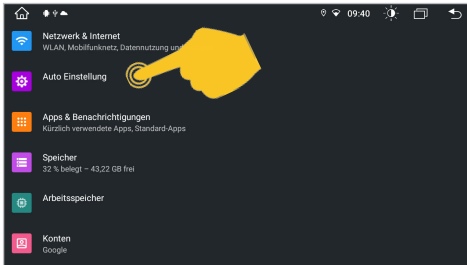 09:40
Netzwerk & Internet
WLAN, Mobilfunknetz, Datennutzung und
Auto Einstellung
Apps & Benachrichtigungen
Kürzlich verwendete Apps, Standard-Apps
Speicher
32 % belegt – 43,22 GB frei
Arbeitsspeicher
Konten
Google